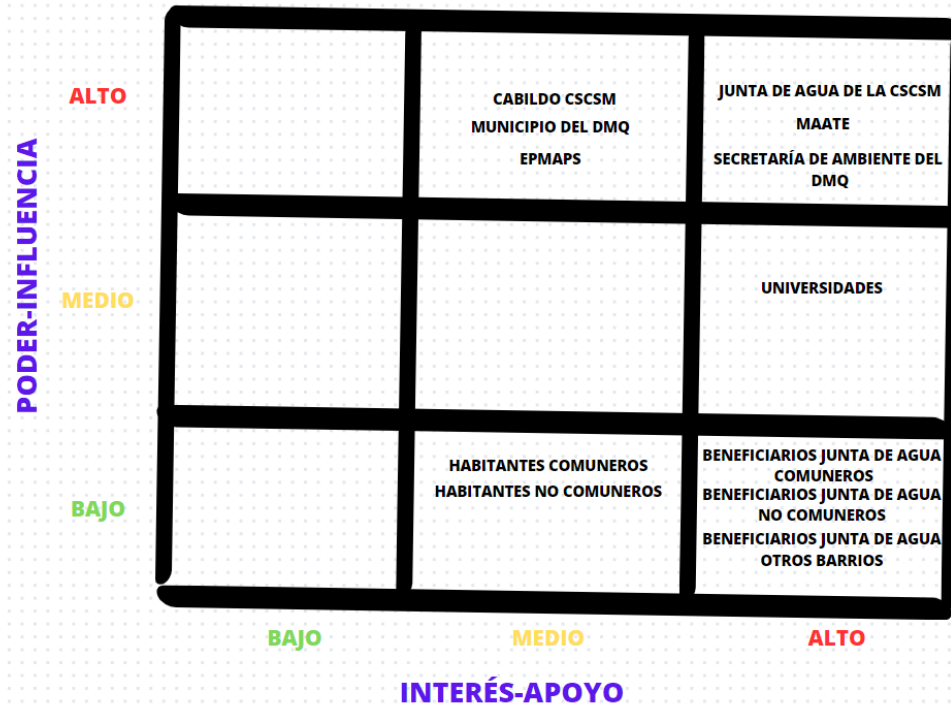 PODER-INFLUENCIA
ALTO
CABILDO CSCSM
MUNICIPIO DEL DMQ
EPMAPS
JUNTA DE AGUA DE LA CSCSM
MAATE
SECRETARÍA DE AMBIENTE DEL
DMQ
MEDIO
UNIVERSIDADES
BAJO
HABITANTES COMUNEROS
HABITANTES NO COMUNEROS
BENEFICIARIOS JUNTA DE AGUA
COMUNEROS
BENEFICIARIOS JUNTA DE AGUA
NO COMUNEROS
BENEFICIARIOS JUNTA DE AGUA
OTROS BARRIOS
BAJO
MEDIO
ALTO
INTERÉS-APOYO